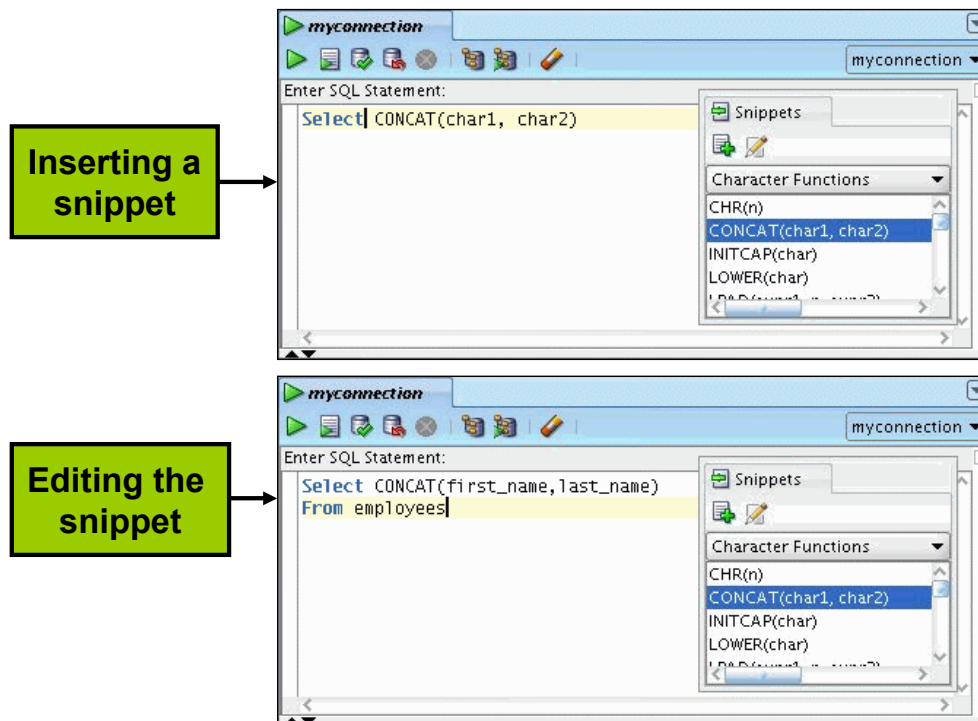 myconnection
myconnection
Enter SQL Statement:
Select CONCAT(char1, char2)
Snippets
Character Functions
CHR(n)
CONCAT(char1, char2)
INITCAP(char)
LOWER(char)
Inserting a
snippet
myconnection
myconnection
Enter SQL Statement:
Select CONCAT(first_name,last_name)
From employees
Snippets
Character Functions
CHR(n)
CONCAT(char1, char2)
INITCAP(char)
LOWER(char)
Editing the
snippet